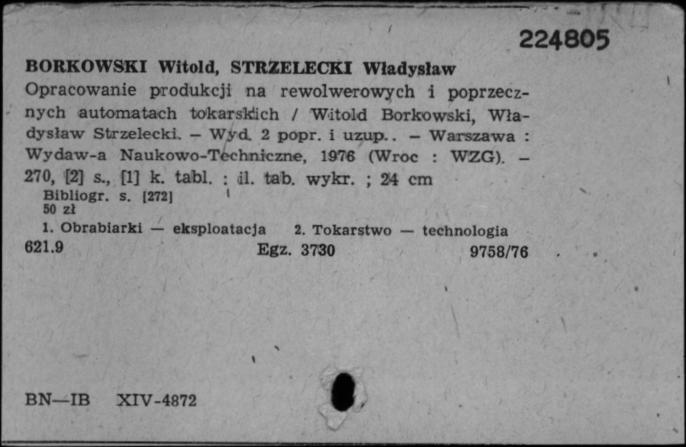 224805
BORKOWSKI Witold, STRZELECKI Władysław
Opracowanie produkcji na rewolwerowych i poprzecz-
nych automatach tokarskich / Witold Borkowski, Wła-
dysław Strzelecki. — Wyd. 2 popr. i uzup.. — Warszawa :
Wydaw-a Naukowo-Techniczne, 1976 (Wroc : WZG). —
270, [2] s., [1] k. tabl. : il. tab. wykr. ; 24 cm
Bibliogr. s. [272]
50 zł
1. Obrabiarki — eksploatacja 2. Tokarstwo — technologia
621.9 Egz. 3730 9758/76
BN—IB XIV-4872